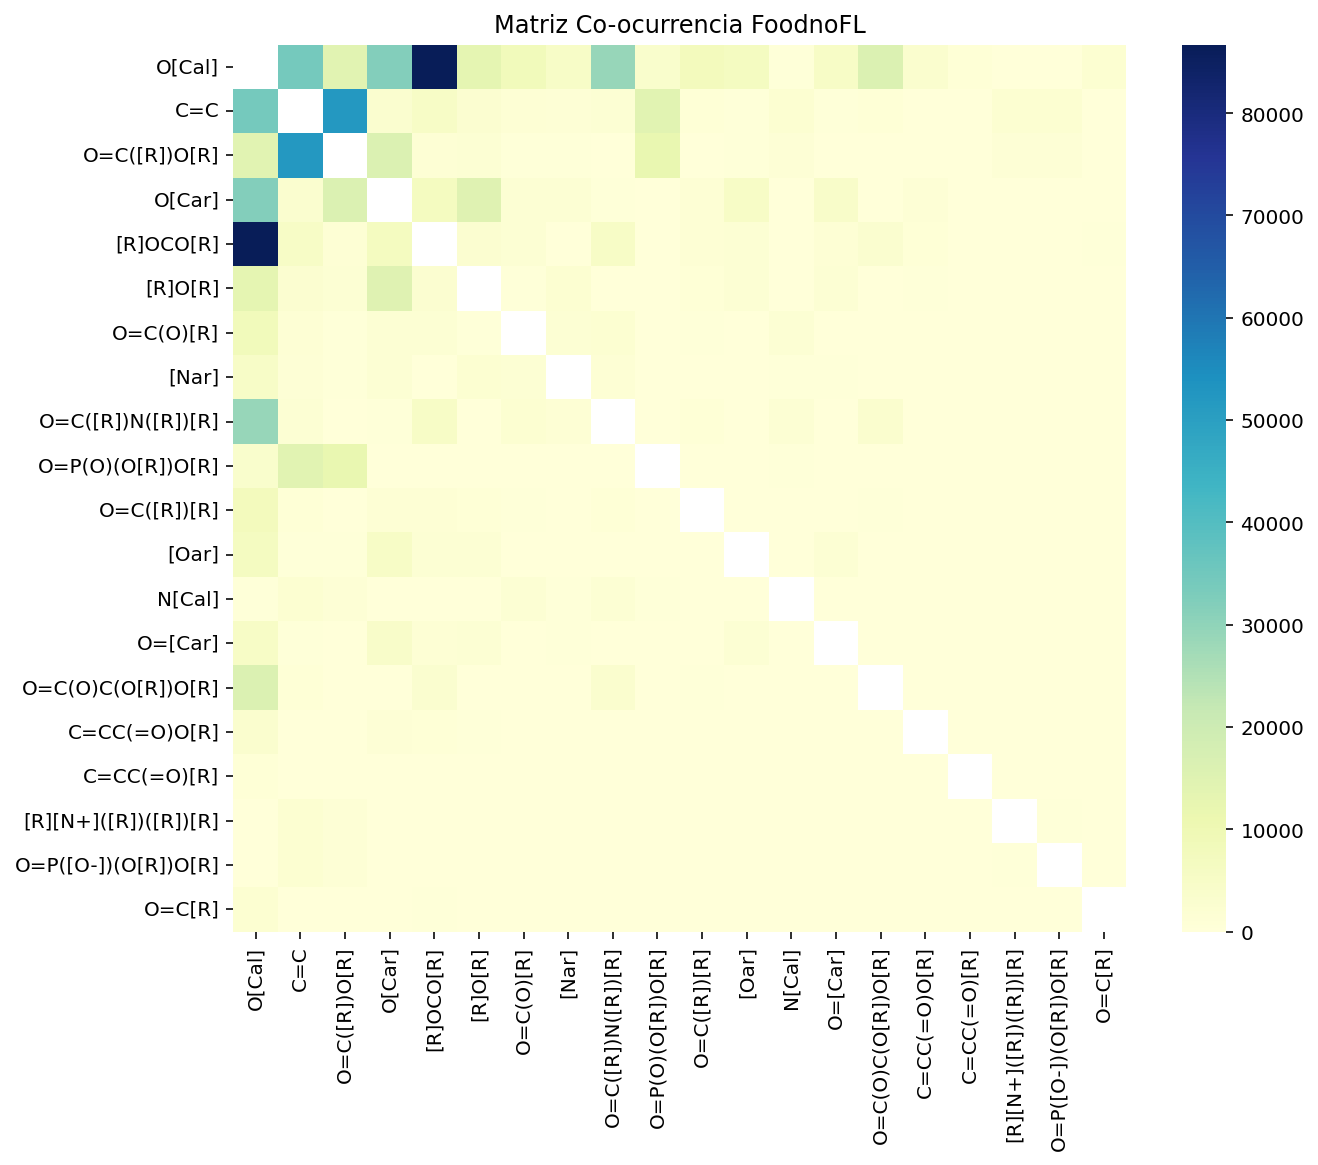 Matriz Co-ocurrencia FoodnoFL
O[Cal]
C=C
O=C([R])O[R]
O[Car]
[R]OCO[R]
[R]O[R]
O=C(O)[R]
[Nar]
O=C([R])N([R])[R]
O=P(O)(O[R])O[R]
O=C([R])[R]
[Oar]
N[Cal]
O=[Car]
O=C(O)C(O[R])O[R]
C=CC(=O)O[R]
C=CC(=O)[R]
[R][N+]([R])([R])[R]
O=P([O-])(O[R])O[R]
O=C[R]
O[Cal]
C=C
O=C([R])O[R]
O[Car]
[R]OCO[R]
[R]O[R]
O=C(O)[R]
[Nar]
O=C([R])N([R])[R]
O=P(O)(O[R])O[R]
O=C([R])[R]
[Oar]
N[Cal]
O=[Car]
O=C(O)C(O[R])O[R]
C=CC(=O)O[R]
C=CC(=O)[R]
[R][N+]([R])([R])[R]
O=P([O-])(O[R])O[R]
O=C[R]
80000
70000
60000
50000
40000
30000
20000
10000
0